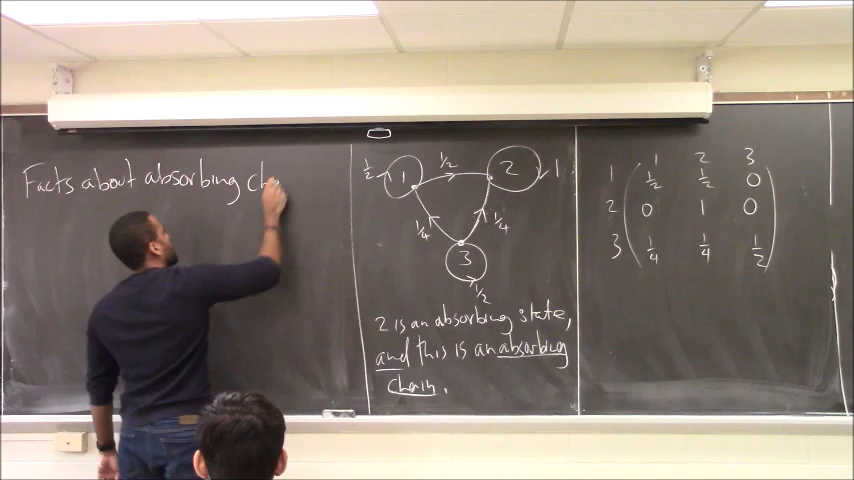 Facts about absorbing ch
1/2 1 1/2 2 1
1/4 1/4
3
1/2
2 is an absorbing state,
and this is an absorbing
chain.
1 2 3
1 1/2 1/2 0
2 0 1 0
3 1/4 1/4 1/2